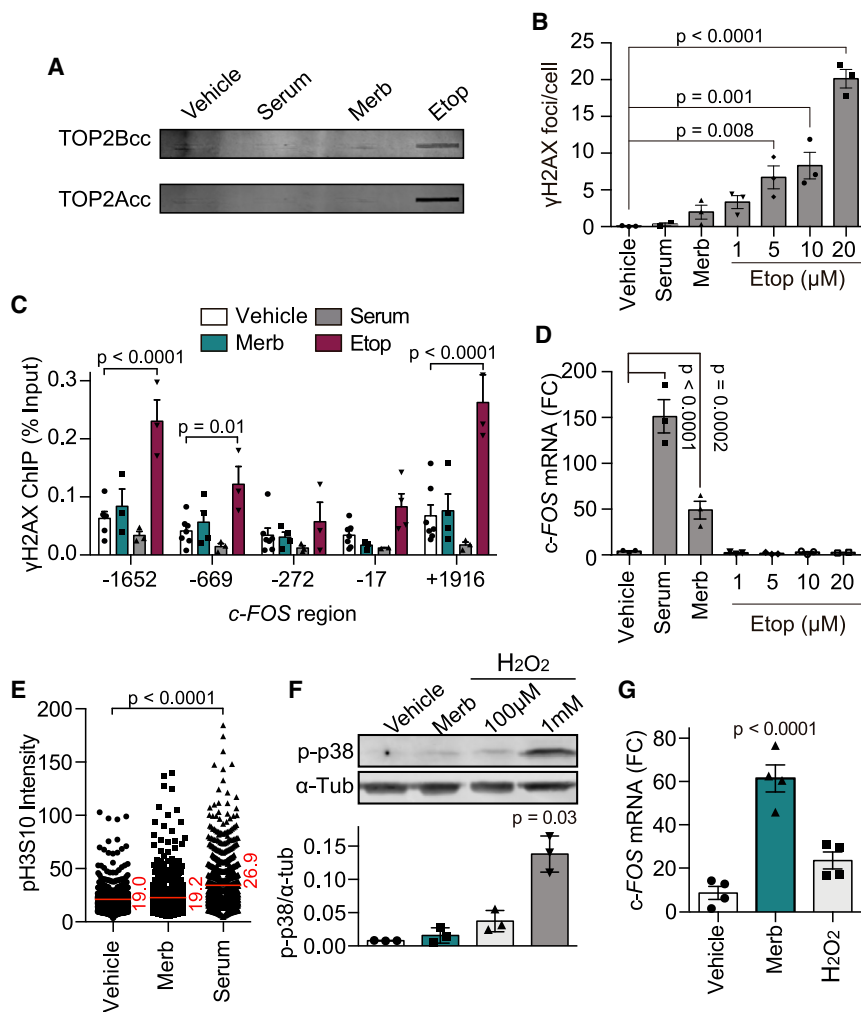 A
Vehicle
Serum
Merb
Etop
TOP2Bcc
TOP2Acc
B
γH2AX foci/cell
25
20
15
10
5
0
p < 0.0001
p = 0.001
p = 0.008
Vehicle
Serum
Merb
1
5
10
20
Etop (µM)
C
Vehicle
Serum
Merb
Etop
γH2AX ChIP (% Input)
0.3
0.2
0.1
0.0
p < 0.0001
p = 0.01
p < 0.0001
-1652
-669
-272
-17
+1916
c-FOS region
D
c-FOS mRNA (FC)
200
150
100
50
0
p < 0.0001
p = 0.0002
Vehicle
Serum
Merb
1
5
10
20
Etop (µM)
E
pH3S10 Intensity
200
150
100
50
0
p < 0.0001
19.0
19.2
26.9
Vehicle
Merb
Serum
F
H2O2
Vehicle
Merb
100µM
1mM
p-p38
α-Tub
p-p38/α-tub
0.15
0.10
0.05
0.00
p = 0.03
G
c-FOS mRNA (FC)
80
60
40
20
0
p < 0.0001
Vehicle
Merb
H2O2